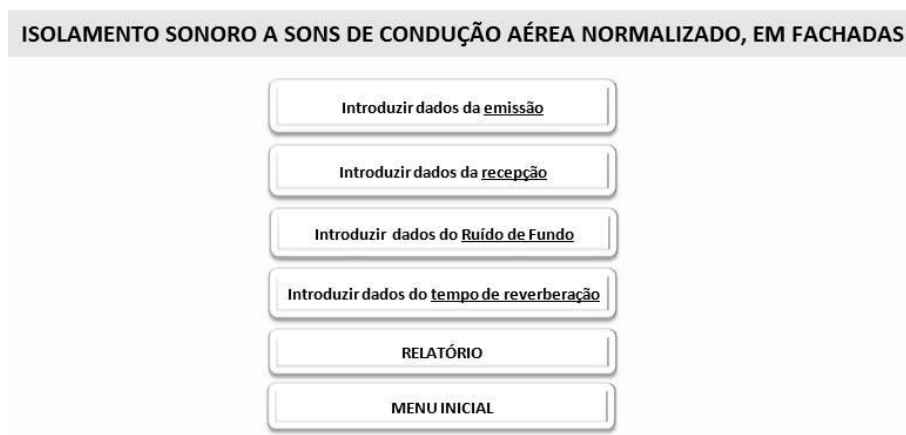 ISOLAMENTO SONORO A SONS DE CONDUÇÃO AÉREA NORMALIZADO, EM FACHADAS
Introduzir dados da emissão
Introduzir dados da recepção
Introduzir dados do Ruído de Fundo
Introduzir dados do tempo de reverberação
RELATÓRIO
MENU INICIAL